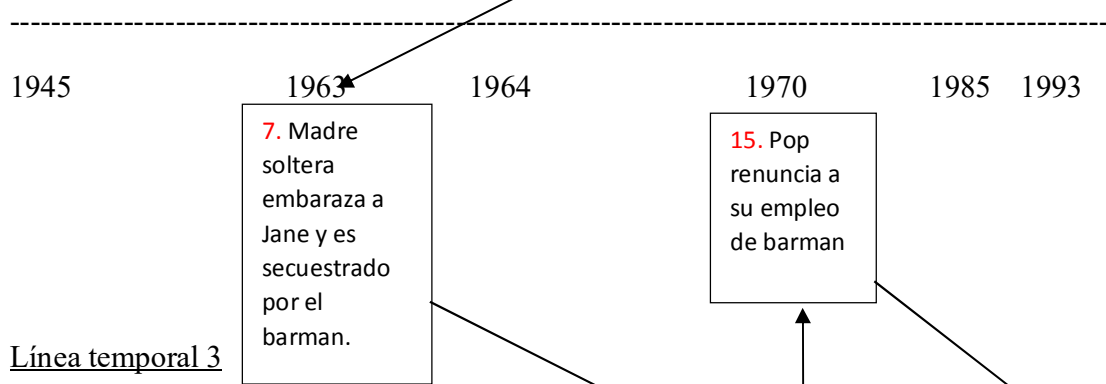 1945 1963 1964 1970 1985 1993
7. Madre
soltera
embaraza a
Jane y es
secuestrado
por el
barman.
15. Pop
renuncia a
su empleo
de barman
Línea temporal 3